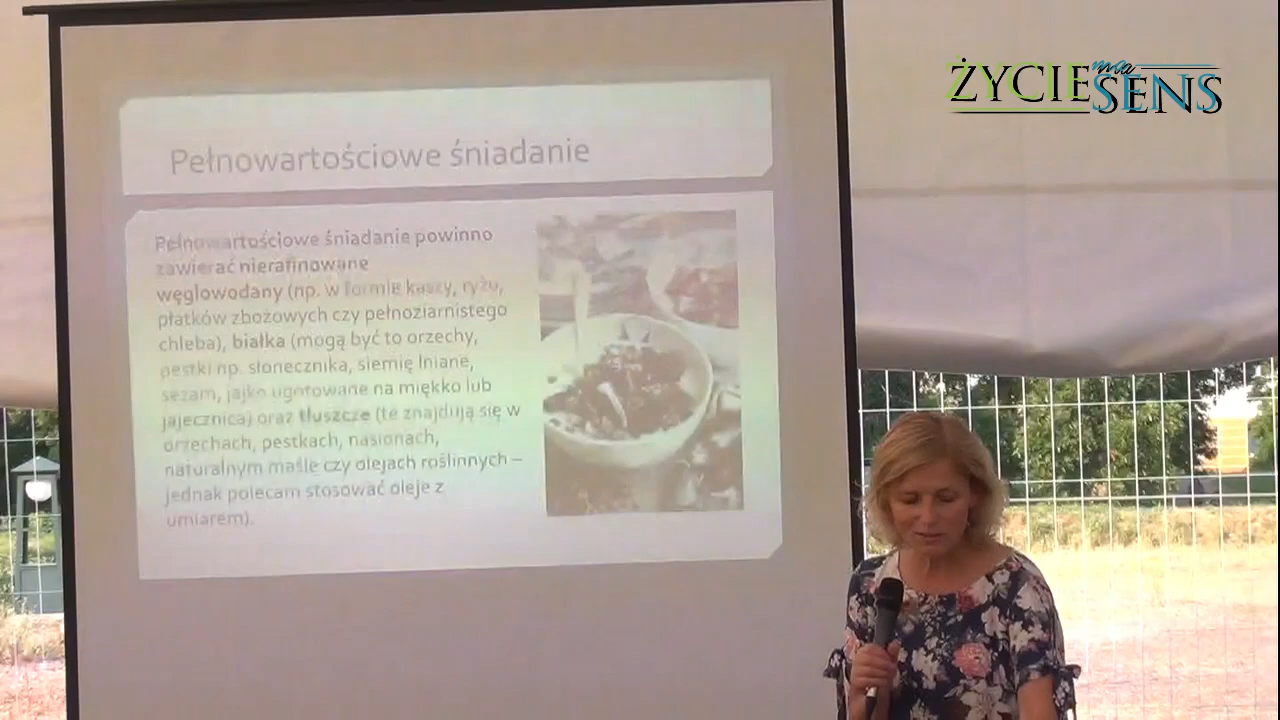 ŻYCIE ma SENS
Pełnowartościowe śniadanie
Pełnowartościowe śniadanie powinno
zawierać nierafinowane
węglowodany (np. w formie kaszy, ryżu,
płatków zbożowych czy pełnoziarnistego
chleba), białka (mogą być to orzechy,
pestki np. słonecznika, siemię lniane,
sezam, jajko ugotowane na miękko lub
jajecznica) oraz tłuszcze (te znajdują się w
orzechach, pestkach, nasionach,
naturalnym maśle czy olejach roślinnych –
jednak polecam stosować oleje z
umiarem).